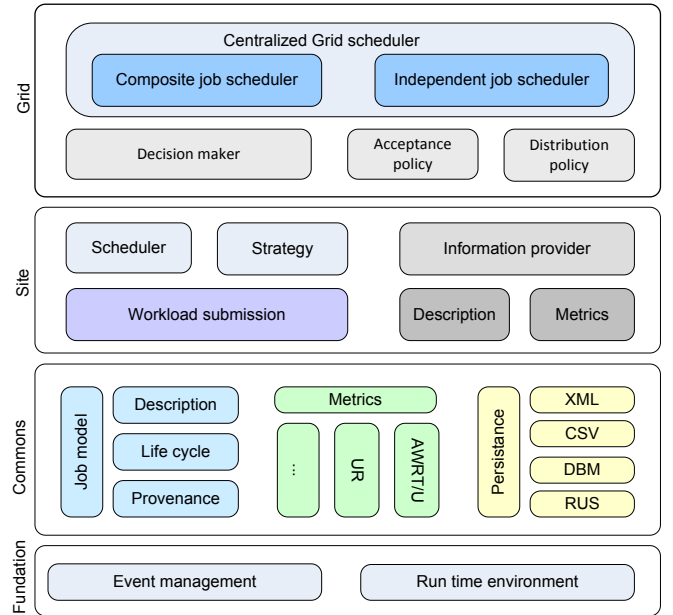 Grid
Centralized Grid scheduler
Composite job scheduler
Independent job scheduler
Decision maker
Acceptance
policy
Distribution
policy
Site
Scheduler
Strategy
Information provider
Workload submission
Description
Metrics
Commons
Job model
Description
Life cycle
Provenance
Metrics
...
UR
AWRT/U
Persistance
XML
CSV
DBM
RUS
Fundation
Event management
Run time environment